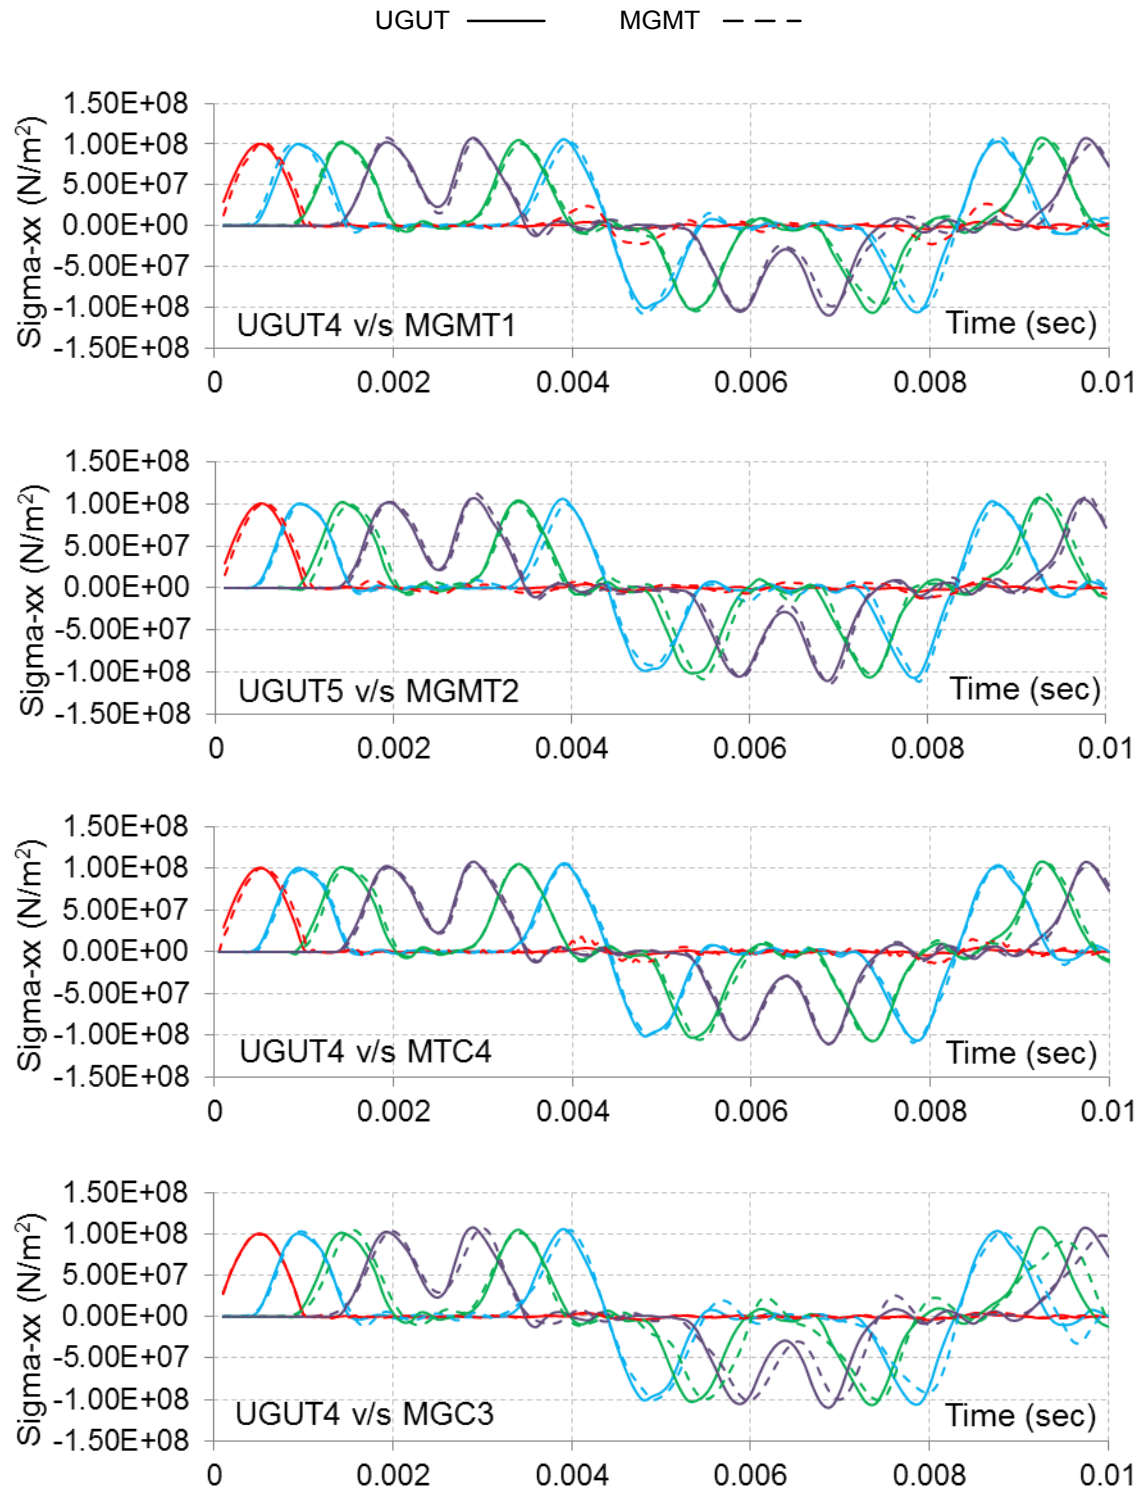 UGUT MGMT
1.50E+08
1.00E+08
5.00E+07
0.00E+00
-5.00E+07
-1.00E+08
-1.50E+08
Sigma-xx (N/m²)
UGUT4 v/s MGMT1
Time (sec)
0 0.002 0.004 0.006 0.008 0.01
1.50E+08
1.00E+08
5.00E+07
0.00E+00
-5.00E+07
-1.00E+08
-1.50E+08
Sigma-xx (N/m²)
UGUT5 v/s MGMT2
Time (sec)
0 0.002 0.004 0.006 0.008 0.01
1.50E+08
1.00E+08
5.00E+07
0.00E+00
-5.00E+07
-1.00E+08
-1.50E+08
Sigma-xx (N/m²)
UGUT4 v/s MTC4
Time (sec)
0 0.002 0.004 0.006 0.008 0.01
1.50E+08
1.00E+08
5.00E+07
0.00E+00
-5.00E+07
-1.00E+08
-1.50E+08
Sigma-xx (N/m²)
UGUT4 v/s MGC3
Time (sec)
0 0.002 0.004 0.006 0.008 0.01